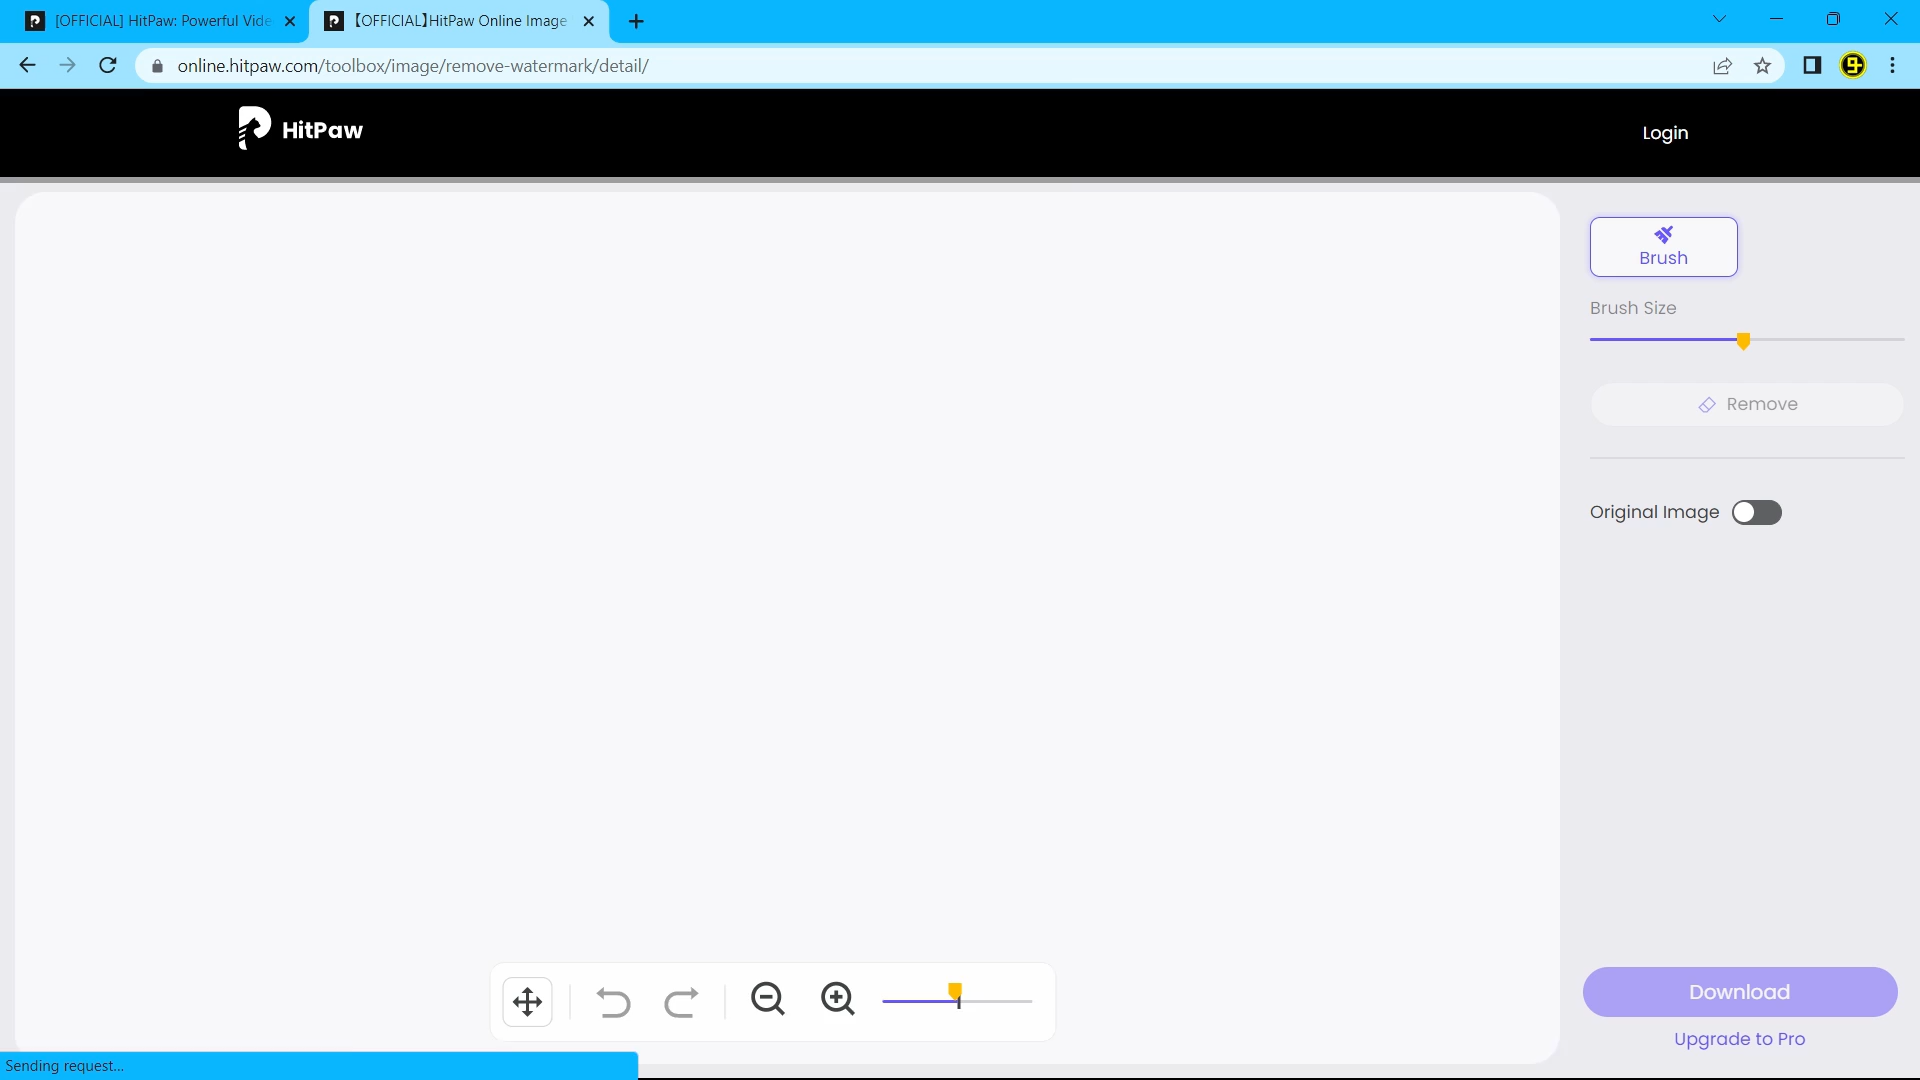 [OFFICIAL] HitPaw: Powerful Vide
【OFFICIAL】HitPaw Online Image
online.hitpaw.com/toolbox/image/remove-watermark/detail/
HitPaw
Login
Brush
Brush Size
Remove
Original Image
Download
Upgrade to Pro
Sending request...